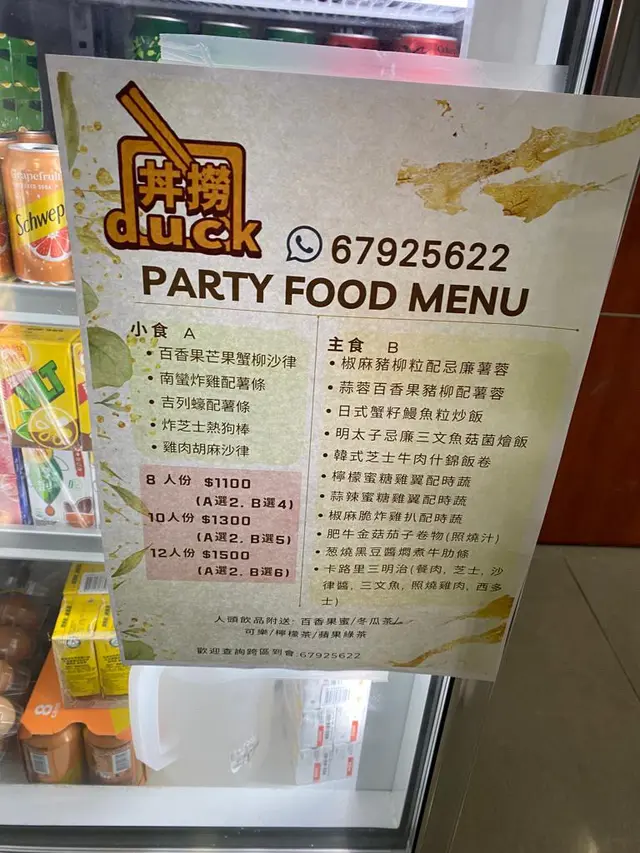 Grapefruit
Schwep
丼撈
d.u.c.k
67925622
PARTY FOOD MENU
小食 A
• 百香果芒果蟹柳沙律
• 南蠻炸雞配薯條
• 吉列蠔配薯條
• 炸芝士熱狗棒
• 雞肉胡麻沙律
8 人份 $1100
(A選2, B選4)
10人份 $1300
(A選2, B選5)
12人份 $1500
(A選2, B選6)
主食 B
• 椒麻豬柳粒配忌廉薯蓉
• 蒜蓉百香果豬柳配薯蓉
• 日式蟹籽鰻魚粒炒飯
• 明太子忌廉三文魚菇菌燴飯
• 韓式芝士牛肉什錦飯卷
• 檸檬蜜糖雞翼配時蔬
• 蒜辣蜜糖雞翼配時蔬
• 椒麻脆炸雞扒配時蔬
• 肥牛金菇茄子卷物(照燒汁)
• 葱燒黑豆醬燜煮牛肋條
• 卡路里三明治(餐肉, 芝士, 沙
律醬, 三文魚, 照燒雞肉, 西多
士)
人頭飲品附送: 百香果蜜/冬瓜茶/
可樂/檸檬茶/蘋果綠茶
歡迎查詢跨區到會:67925622